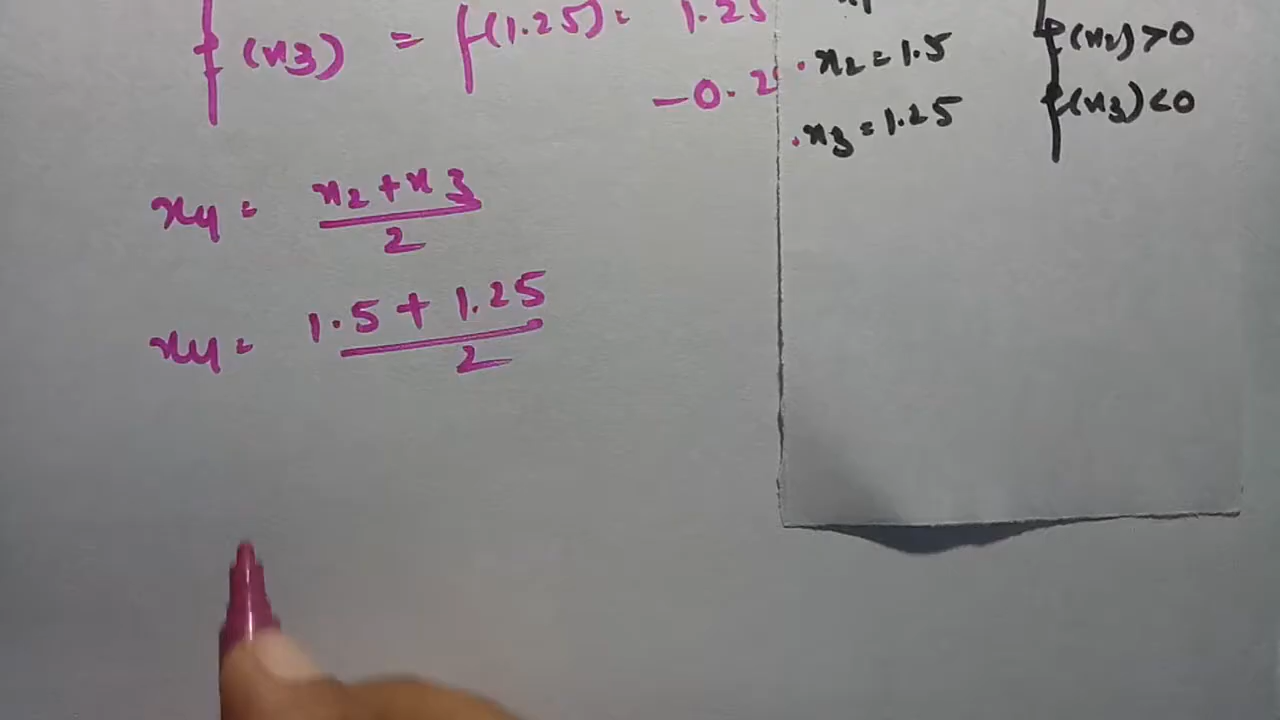 f(x3) = f(1.25) = 1.25
-0.2
x4 = x2 + x3 / 2
x4 = 1.5 + 1.25 / 2
x2 = 1.5 f(x2) > 0
x3 = 1.25 f(x3) < 0